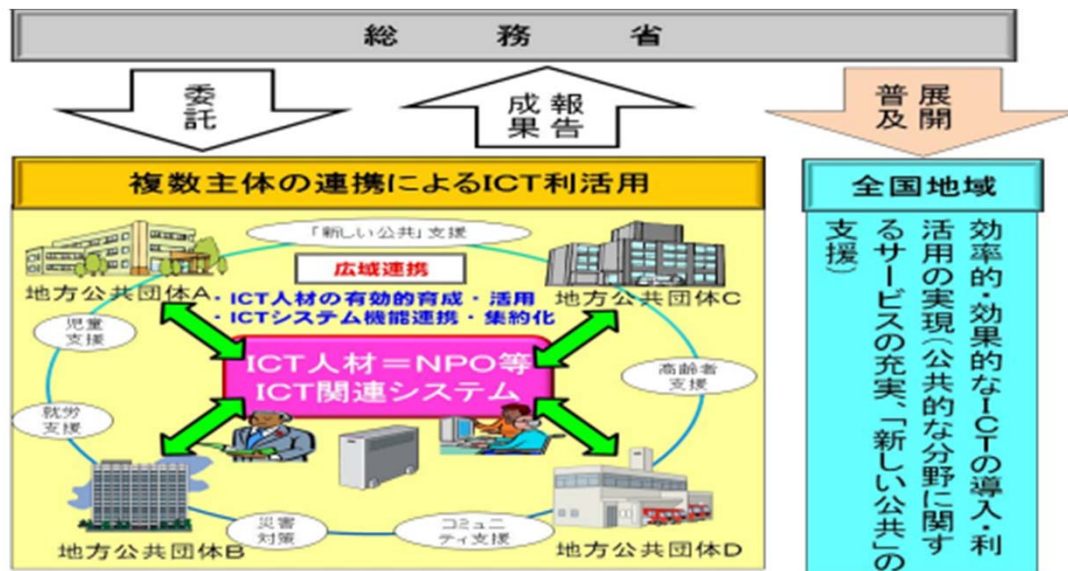 総務省
委託
成果報告
普及展開
複数主体の連携によるICT利活用
「新しい公共」支援
広域連携
・ICT人材の有効的育成・活用
・ICTシステム機能連携・集約化
地方公共団体A
地方公共団体C
児童
支援
ICT人材＝NPO等
ICT関連システム
高齢者
支援
就労
支援
災害
対策
コミュニ
ティ支援
地方公共団体B
地方公共団体D
全国地域
効率的・効果的なICTの導入・利
活用の実現（公共的な分野に関す
るサービスの充実、「新しい公共」の
支援）